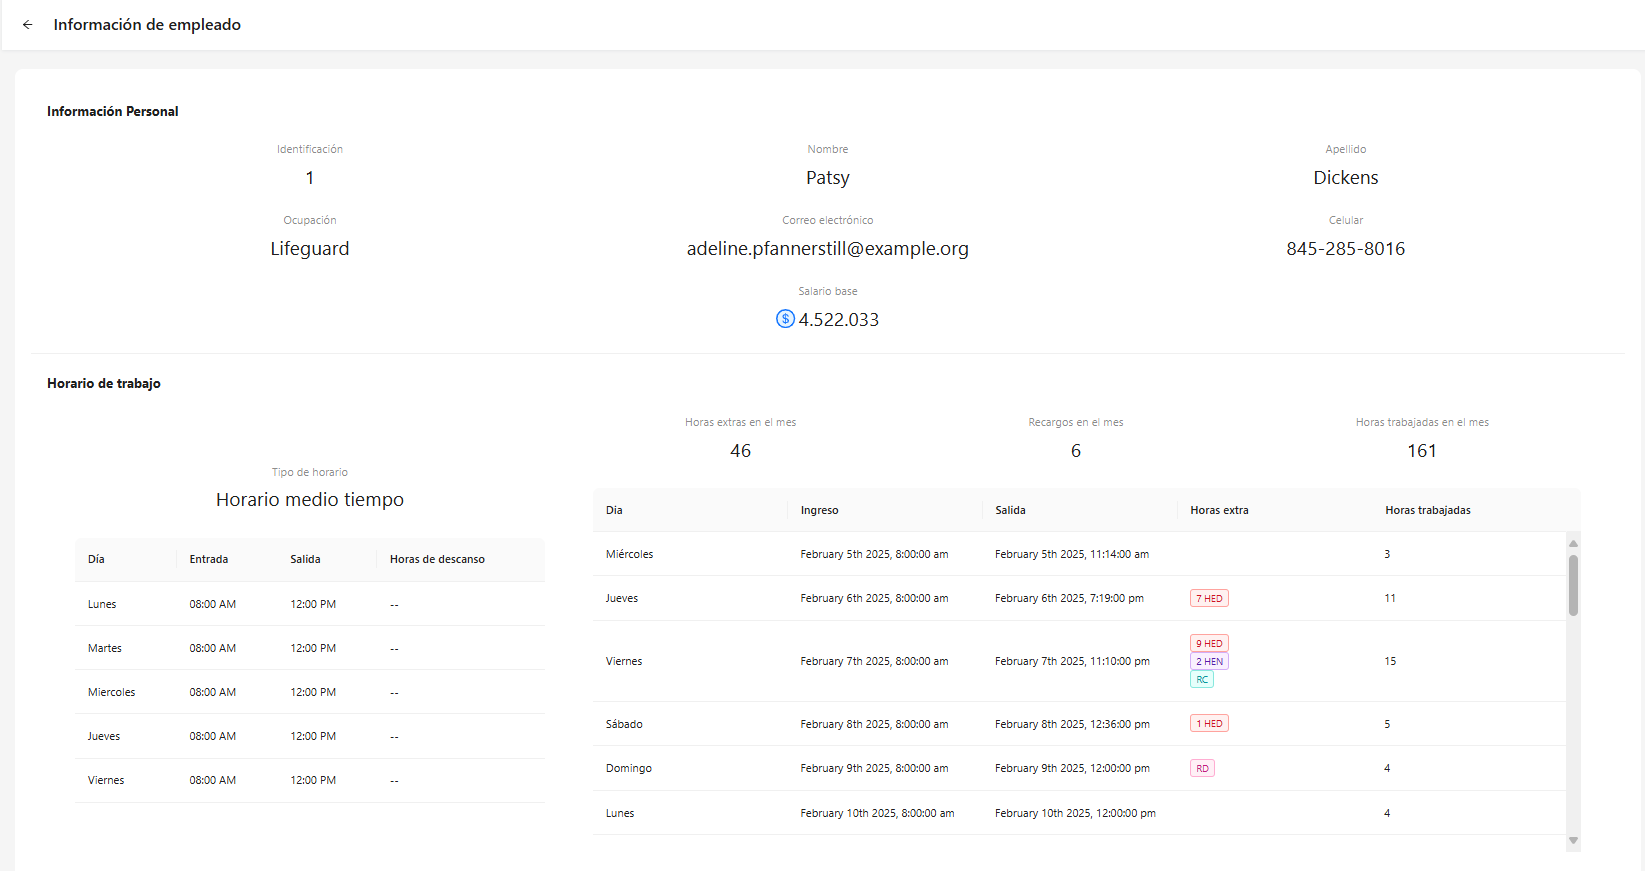 Información de empleado
Información Personal
Identificación
1
Nombre
Patsy
Apellido
Dickens
Ocupación
Lifeguard
Correo electrónico
adeline.pfannerstill@example.org
Celular
845-285-8016
Salario base
$ 4.522.033
Horario de trabajo
Tipo de horario
Horario medio tiempo
Día Entrada Salida Horas de descanso
Lunes 08:00 AM 12:00 PM --
Martes 08:00 AM 12:00 PM --
Miercoles 08:00 AM 12:00 PM --
Jueves 08:00 AM 12:00 PM --
Viernes 08:00 AM 12:00 PM --
Horas extras en el mes
46
Recargos en el mes
6
Horas trabajadas en el mes
161
Dia Ingreso Salida Horas extra Horas trabajadas
Miércoles February 5th 2025, 8:00:00 am February 5th 2025, 11:14:00 am 3
Jueves February 6th 2025, 8:00:00 am February 6th 2025, 7:19:00 pm 7 HED 11
Viernes February 7th 2025, 8:00:00 am February 7th 2025, 11:10:00 pm 9 HED 2 HEN RC 15
Sábado February 8th 2025, 8:00:00 am February 8th 2025, 12:36:00 pm 1 HED 5
Domingo February 9th 2025, 8:00:00 am February 9th 2025, 12:00:00 pm RD 4
Lunes February 10th 2025, 8:00:00 am February 10th 2025, 12:00:00 pm 4